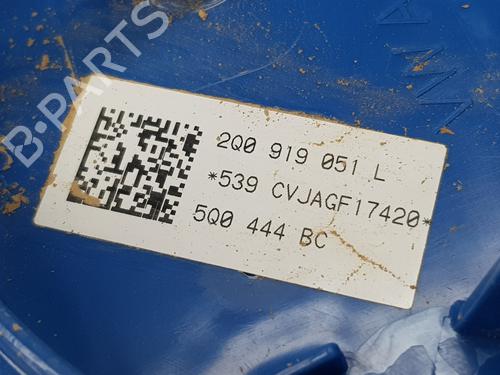 B-PARTS
2Q0 919 051 L
*539 CVJAGF17420*
5Q0 444 BC